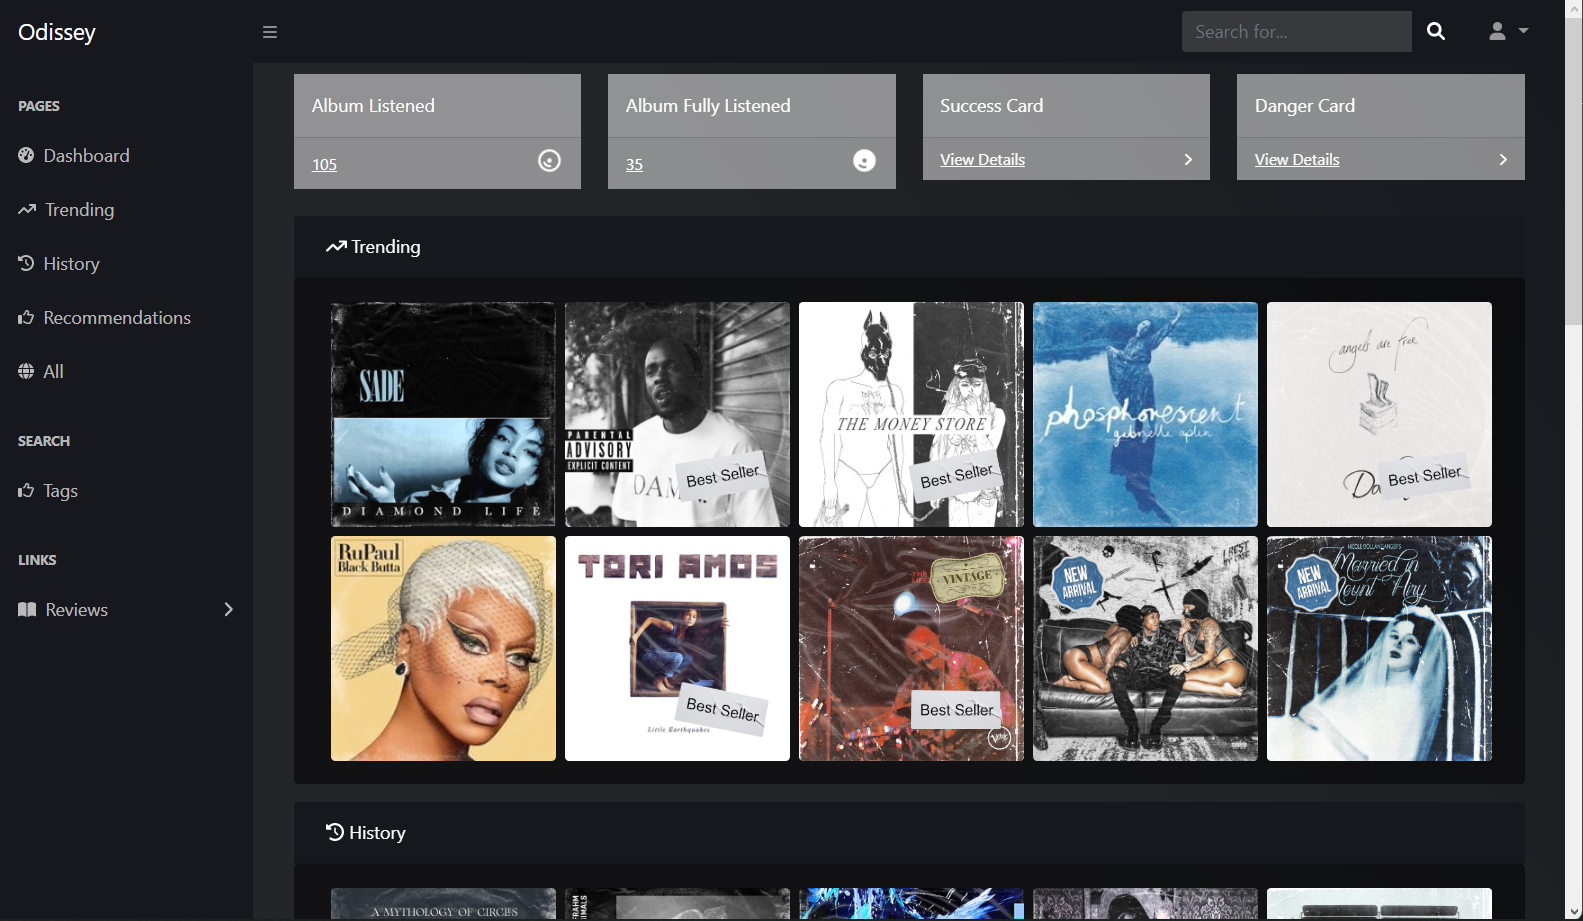 Odissey
Search for...
PAGES
Dashboard
Trending
History
Recommendations
All
SEARCH
Tags
LINKS
Reviews
Album Listened
105
Album Fully Listened
35
Success Card
View Details
Danger Card
View Details
Trending
SADE
DIAMOND LIFE
PARENTAL
ADVISORY
EXPLICIT CONTENT
Best Seller
THE MONEY STORE
Best Seller
phosphorescent
gabrielle aplin
angels are free
Best Seller
RuPaul
Black Butta
TORI AMOS
Best Seller
Little Earthquakes
VINTAGE
Best Seller
Verve
NEW
ARRIVAL
NEW
ARRIVAL
NICOLE DOLLANGANGER'S
Married in
Mount Airy
History
A MYTHOLOGY OF CIRCLES